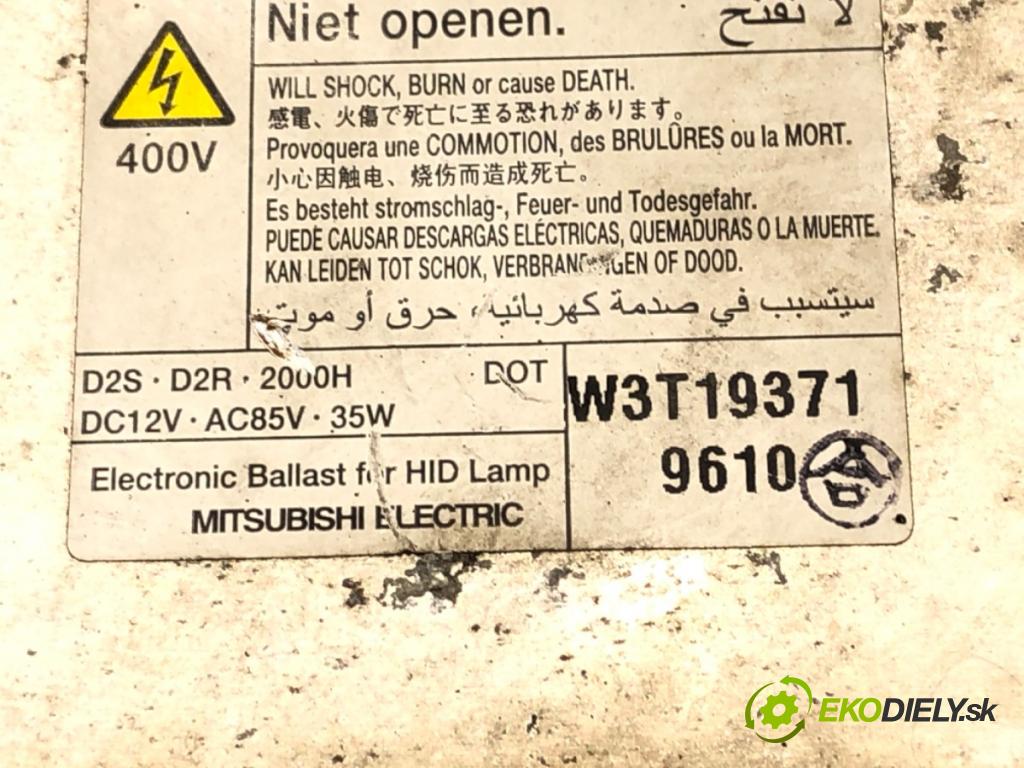 Niet openen.
لا تفتح
400V
WILL SHOCK, BURN or cause DEATH.
感電、火傷で死亡に至る恐れがあります。
Provoquera une COMMOTION, des BRULÛRES ou la MORT.
小心因触电、烧伤而造成死亡。
Es besteht stromschlag-, Feuer- und Todesgefahr.
PUEDE CAUSAR DESCARGAS ELÉCTRICAS, QUEMADURAS O LA MUERTE.
KAN LEIDEN TOT SCHOK, VERBRANDINGEN OF DOOD.
سيتسبب في صدمة كهربائية، حرق أو موت.
D2S · D2R · 2000H DOT
DC12V · AC85V · 35W
W3T19371
9610
Electronic Ballast for HID Lamp
MITSUBISHI ELECTRIC
EKODIELY.sk